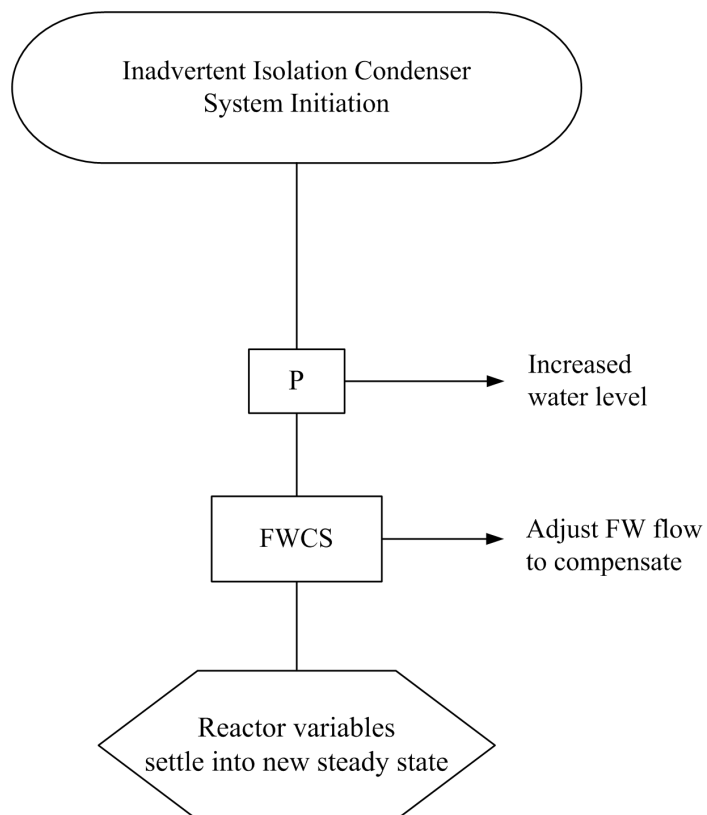 Inadvertent Isolation Condenser
System Initiation
P
Increased
water level
FWCS
Adjust FW flow
to compensate
Reactor variables
settle into new steady state